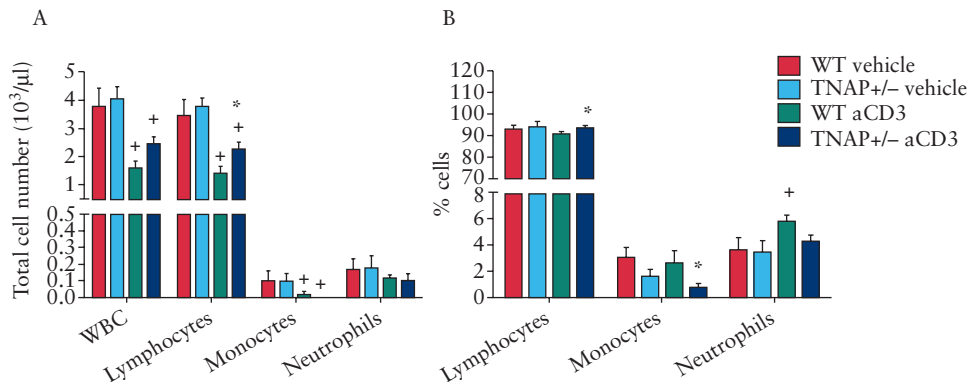 A
Total cell number (10³/µl)
5
4
3
2
1
0.5
0.4
0.3
0.2
0.1
0.0
+
+
+
*
+
+
+
WBC
Lymphocytes
Monocytes
Neutrophils
B
% cells
120
110
100
90
80
70
60
8
6
4
2
0
*
*
+
Lymphocytes
Monocytes
Neutrophils
WT vehicle
TNAP+/– vehicle
WT aCD3
TNAP+/– aCD3